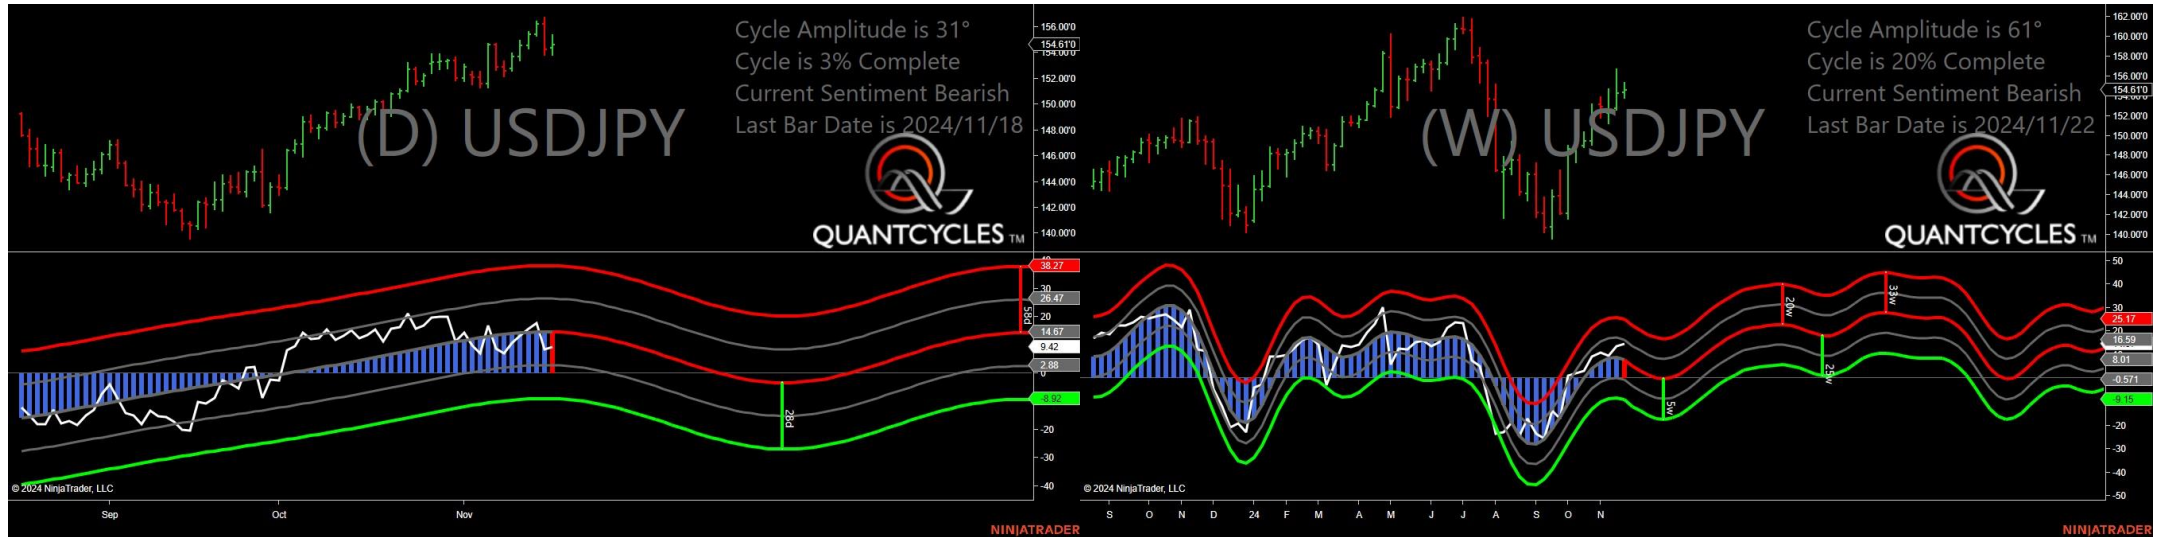 Cycle Amplitude is 31°
Cycle is 3% Complete
Current Sentiment Bearish
Last Bar Date is 2024/11/18
(D) USDJPY
QUANTCYCLES TM
156.00'0
154.61'0
152.00'0
150.00'0
148.00'0
146.00'0
144.00'0
142.00'0
140.00'0
38.27
30
26.47
20
14.67
9.42
2.88
0
-8.92
-20
-30
-40
58d
28d
© 2024 NinjaTrader, LLC
Sep Oct Nov
NINJATRADER
Cycle Amplitude is 61°
Cycle is 20% Complete
Current Sentiment Bearish
Last Bar Date is 2024/11/22
(W) USDJPY
QUANTCYCLES TM
162.00'0
160.00'0
158.00'0
156.00'0
154.61'0
152.00'0
150.00'0
148.00'0
146.00'0
144.00'0
142.00'0
140.00'0
50
40
30
25.17
20
16.59
8.01
-0.571
-9.15
-20
-30
-40
-50
5w
20w
25w
33w
© 2024 NinjaTrader, LLC
S O N D 24 F M A M J J A S O N
NINJATRADER